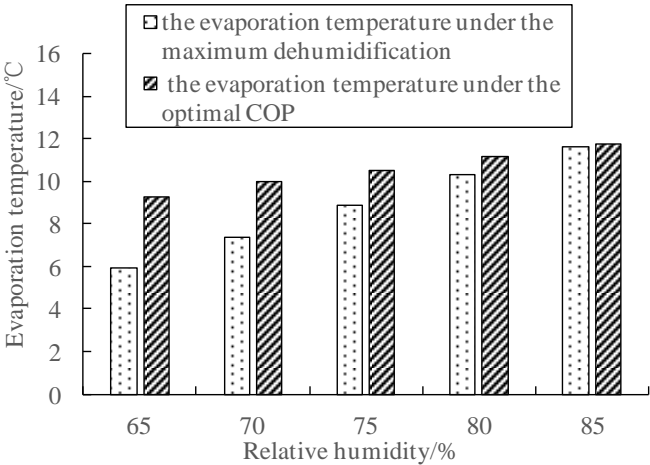 the evaporation temperature under the
maximum dehumidification
the evaporation temperature under the
optimal COP
Evaporation temperature/℃
16
14
12
10
8
6
4
2
0
65 70 75 80 85
Relative humidity/%